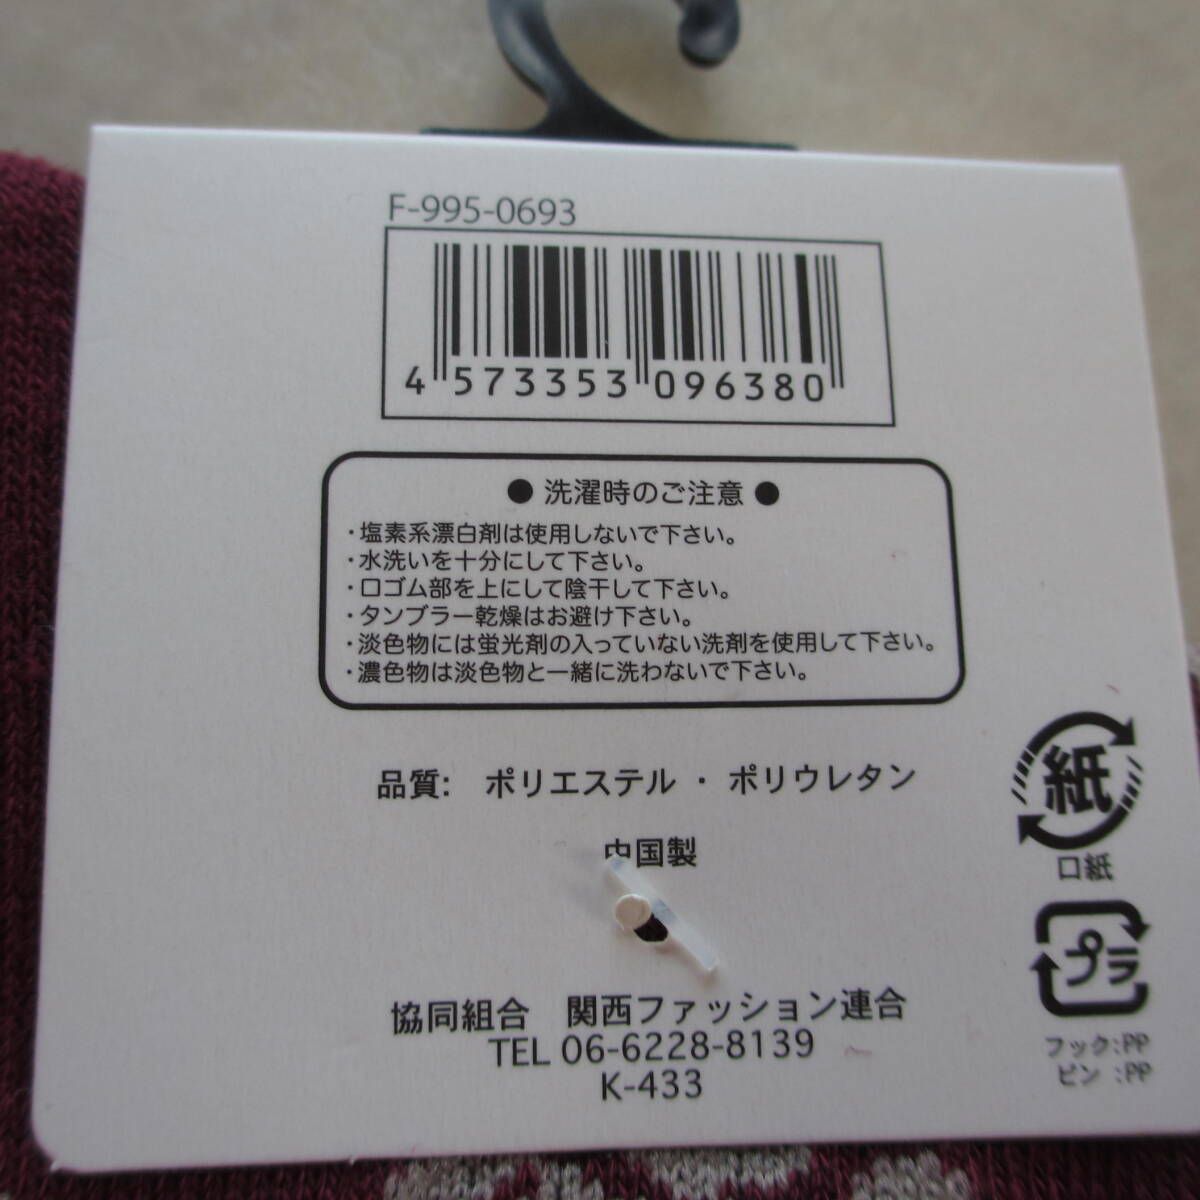 F-995-0693
4 573353 096380
● 洗濯時のご注意 ●
・塩素系漂白剤は使用しないで下さい。
・水洗いを十分にして下さい。
・口ゴム部を上にして陰干して下さい。
・タンブラー乾燥はお避け下さい。
・淡色物には蛍光剤の入っていない洗剤を使用して下さい。
・濃色物は淡色物と一緒に洗わないで下さい。
品質: ポリエステル ・ ポリウレタン
中国製
協同組合 関西ファッション連合
TEL 06-6228-8139
K-433
紙
口紙
プラ
フック:PP
ピン :PP